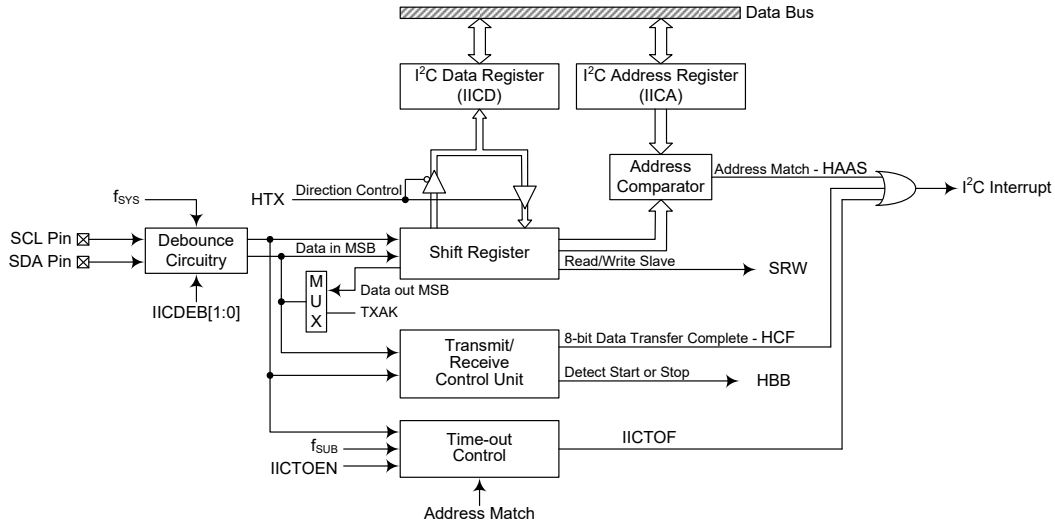 Data Bus
I²C Data Register
(IICD)
I²C Address Register
(IICA)
Address
Comparator
Address Match - HAAS
I²C Interrupt
Direction Control
HTX
fSYS
SCL Pin
SDA Pin
Debounce
Circuitry
IICDEB[1:0]
Data in MSB
Shift Register
Read/Write Slave
SRW
M
U
X
Data out MSB
TXAK
Transmit/
Receive
Control Unit
8-bit Data Transfer Complete - HCF
Detect Start or Stop
HBB
fSUB
IICTOEN
Time-out
Control
IICTOF
Address Match